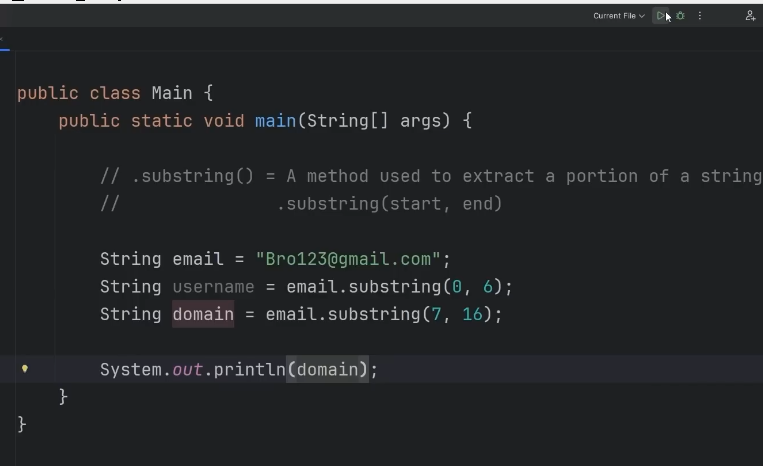 Current File
public class Main {
public static void main(String[] args) {
// .substring() = A method used to extract a portion of a string
// .substring(start, end)
String email = "Bro123@gmail.com";
String username = email.substring(0, 6);
String domain = email.substring(7, 16);
System.out.println(domain);
}
}